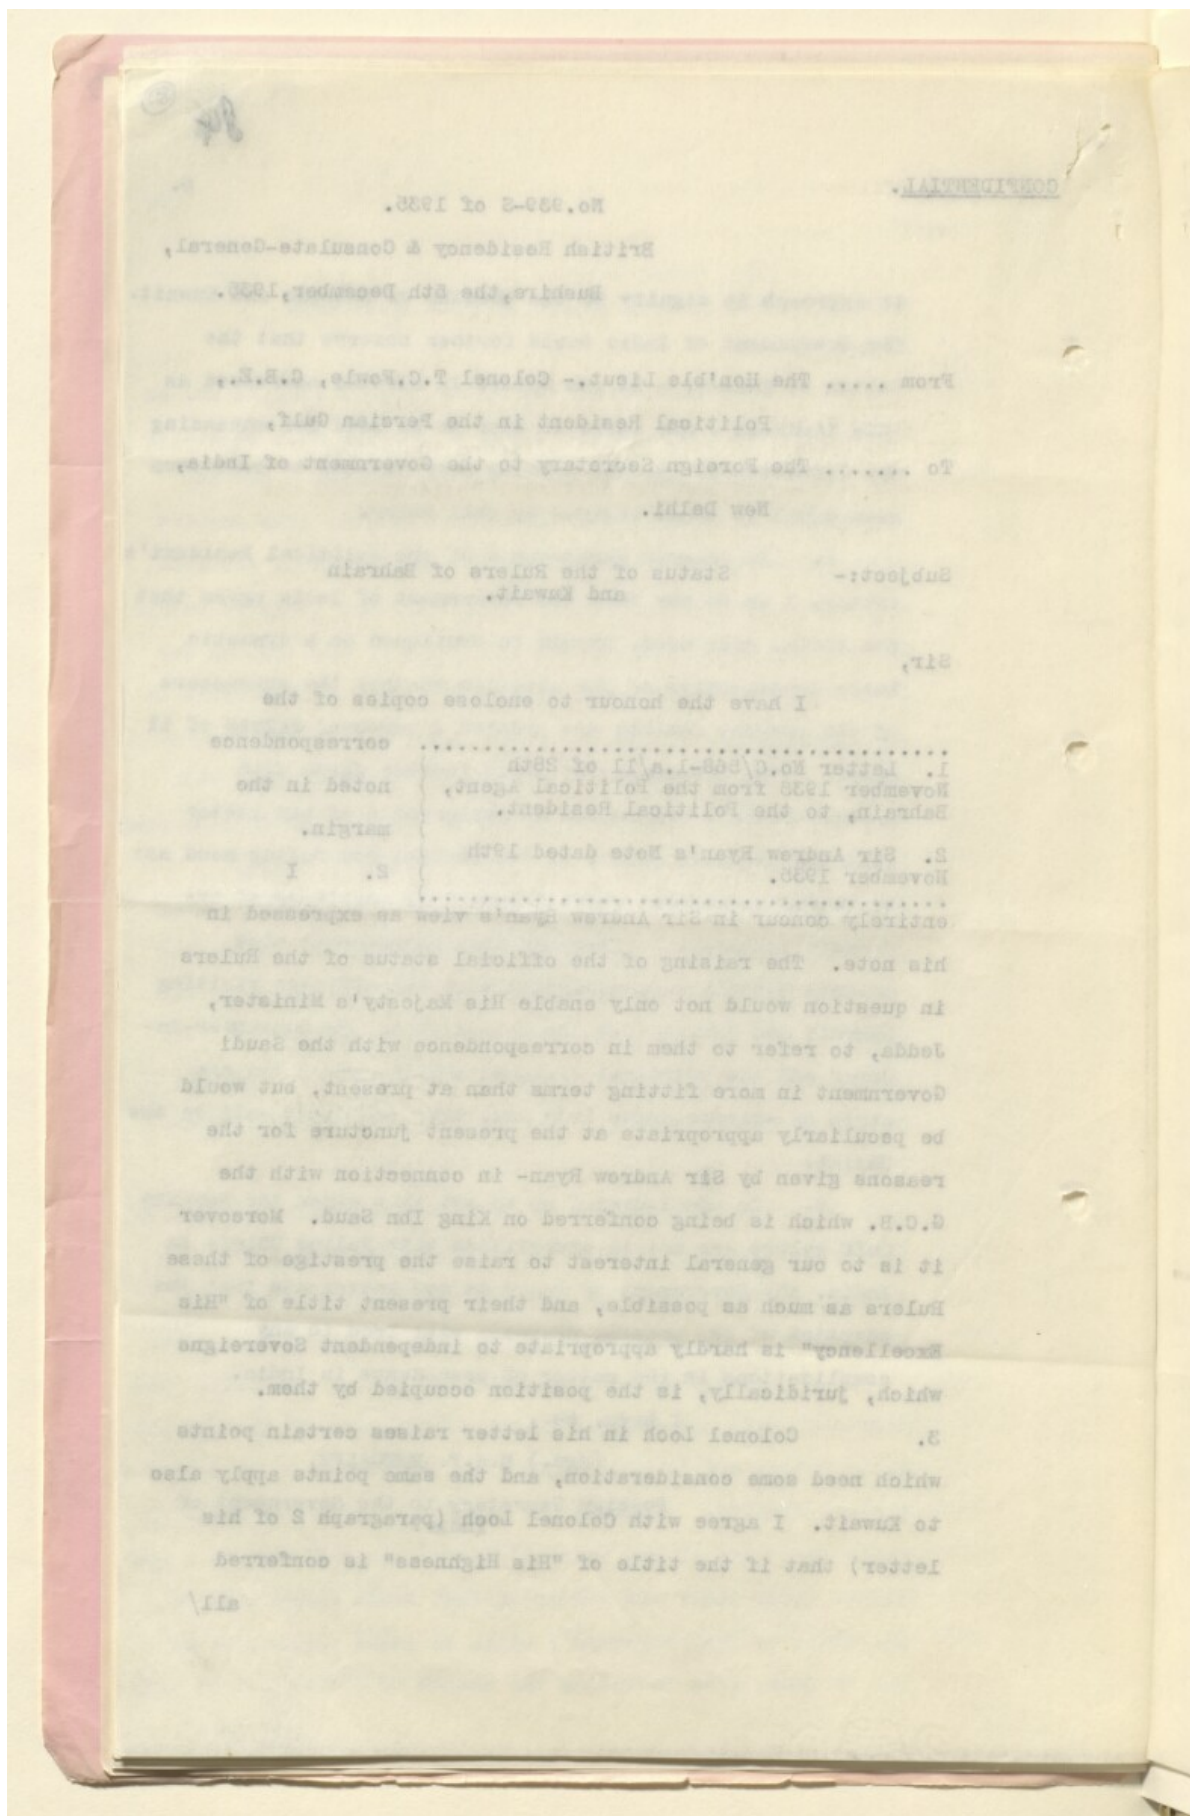 84
CONFIDENTIAL.
No.989-S of 1935.
British Residency & Consulate-General,
Bushire,the 5th December,1935.
From ..... The Hon'ble Lieut.- Colonel T.C.Fowle, C.B.E.,
Political Resident in the Persian Gulf,
To ....... The Foreign Secretary to the Government of India,
New Delhi.
Subject:- Status of the Rulers of Bahrain
and Kuwait.
Sir,
I have the honour to enclose copies of the
correspondence
1. Letter No.C/568-1.a/11 of 28th
November 1935 from the Political Agent,
Bahrain, to the Political Resident.
noted in the
margin.
2. Sir Andrew Ryan's Note dated 19th
November 1935.
2. I
entirely concur in Sir Andrew Ryan's view as expressed in
his note. The raising of the official status of the Rulers
in question would not only enable His Majesty's Minister,
Jedda, to refer to them in correspondence with the Saudi
Government in more fitting terms than at present, but would
be peculiarly appropriate at the present juncture for the
reasons given by Sir Andrew Ryan- in connection with the
G.C.B. which is being conferred on King Ibn Saud. Moreover
it is to our general interest to raise the prestige of these
Rulers as much as possible, and their present title of "His
Excellency" is hardly appropriate to independent Sovereigns
which, juridically, is the position occupied by them.
3. Colonel Loch in his letter raises certain points
which need some consideration, and the same points apply also
to Kuwait. I agree with Colonel Loch (paragraph 2 of his
letter) that if the title of "His Highness" is conferred
all/